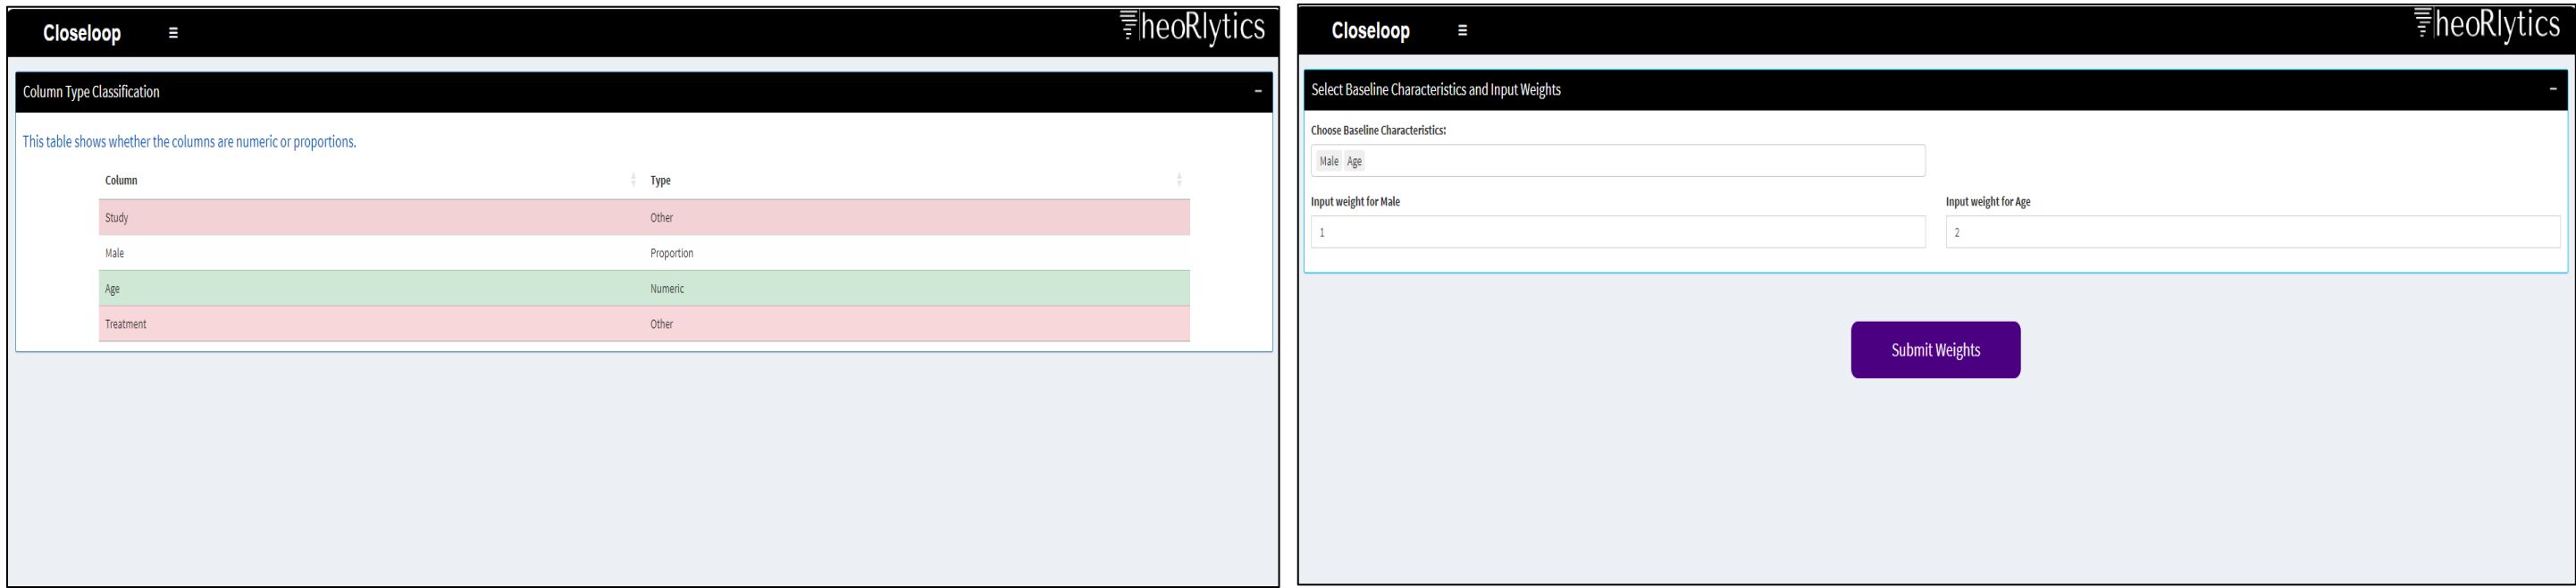 Closeloop ≡ TheoRlytics
Column Type Classification −
This table shows whether the columns are numeric or proportions.
Column Type
Study Other
Male Proportion
Age Numeric
Treatment Other
Closeloop ≡ TheoRlytics
Select Baseline Characteristics and Input Weights −
Choose Baseline Characteristics:
Male Age
Input weight for Male Input weight for Age
1 2
Submit Weights